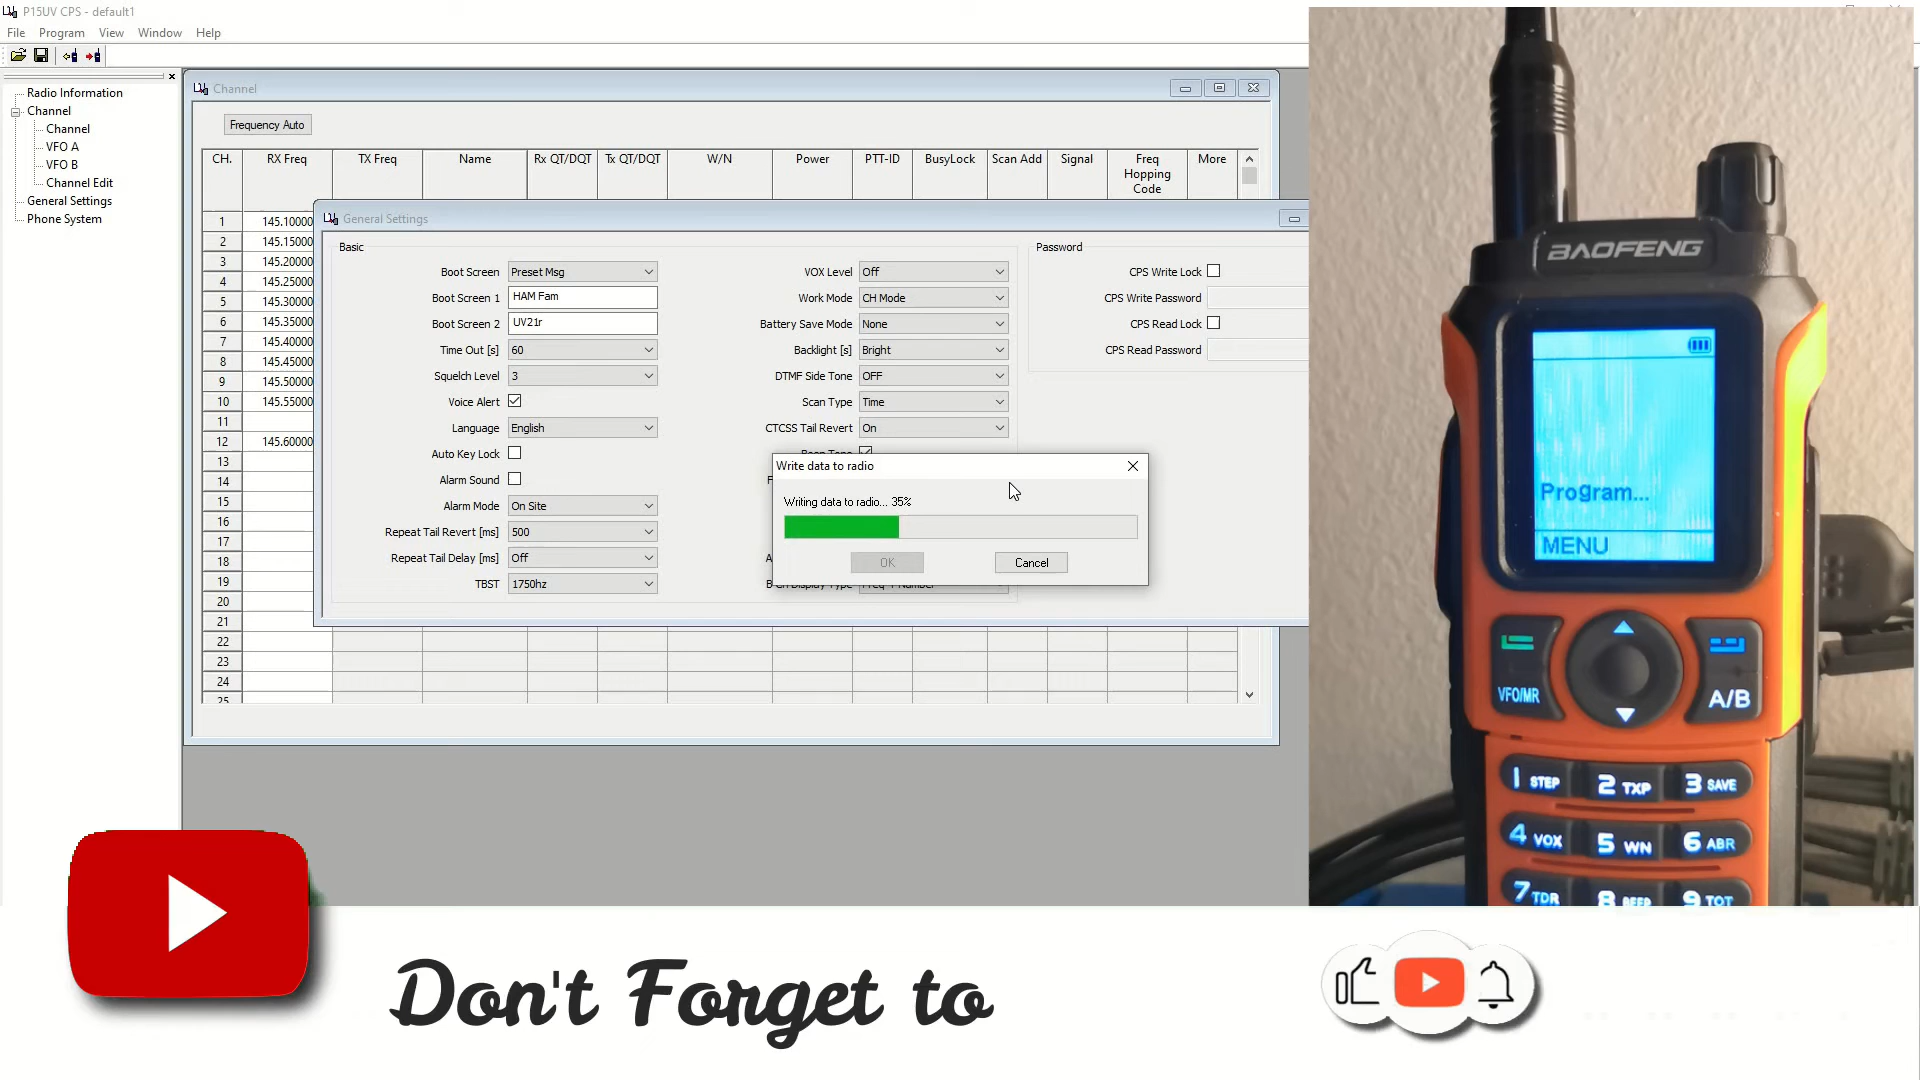 P15UV CPS - default1
File Program View Window Help
Radio Information
Channel
Channel
VFO A
VFO B
Channel Edit
General Settings
Phone System
Channel
Frequency Auto
CH. RX Freq TX Freq Name Rx QT/DQT Tx QT/DQT W/N Power PTT-ID BusyLock Scan Add Signal Freq Hopping Code More
1 145.10000
2 145.15000
3 145.20000
4 145.25000
5 145.30000
6 145.35000
7 145.40000
8 145.45000
9 145.50000
10 145.55000
11
12 145.60000
13
14
15
16
17
18
19
20
21
22
23
24
25
General Settings
Basic
Boot Screen Preset Msg
Boot Screen 1 HAM Fam
Boot Screen 2 UV21r
Time Out [s] 60
Squelch Level 3
Voice Alert
Language English
Auto Key Lock
Alarm Sound
Alarm Mode On Site
Repeat Tail Revert [ms] 500
Repeat Tail Delay [ms] Off
TBST 1750hz
VOX Level Off
Work Mode CH Mode
Battery Save Mode None
Backlight [s] Bright
DTMF Side Tone OFF
Scan Type Time
CTCSS Tail Revert On
Password
CPS Write Lock
CPS Write Password
CPS Read Lock
CPS Read Password
Write data to radio
Writing data to radio... 35%
OK Cancel
BAOFENG
Program...
MENU
VFO/MR
A/B
1 STEP 2 TXP 3 SAVE
4 VOX 5 WN 6 ABR
7 TDR 8 BEEP 9 TOT
Don't Forget to